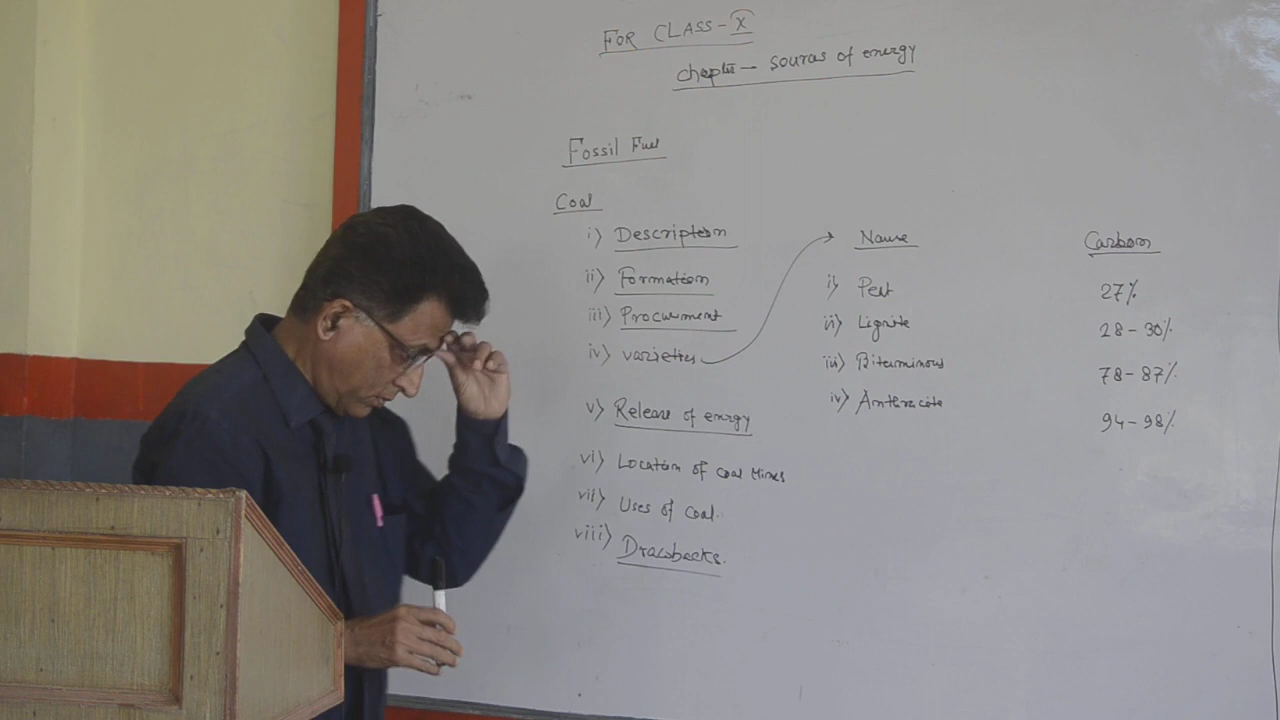 FOR CLASS-X
Chapter - sources of energy
Fossil Fuel
Coal
i) Description
ii) Formation
iii) Procurement
iv) varieties
v) Release of energy
vi) Location of coal Mines
vii) Uses of coal.
viii) Drawbacks.
Name Carbon
i) Peat 27%
ii) Lignite 28-30%
iii) Biterminous 78-87%
iv) Anthracite 94-98%